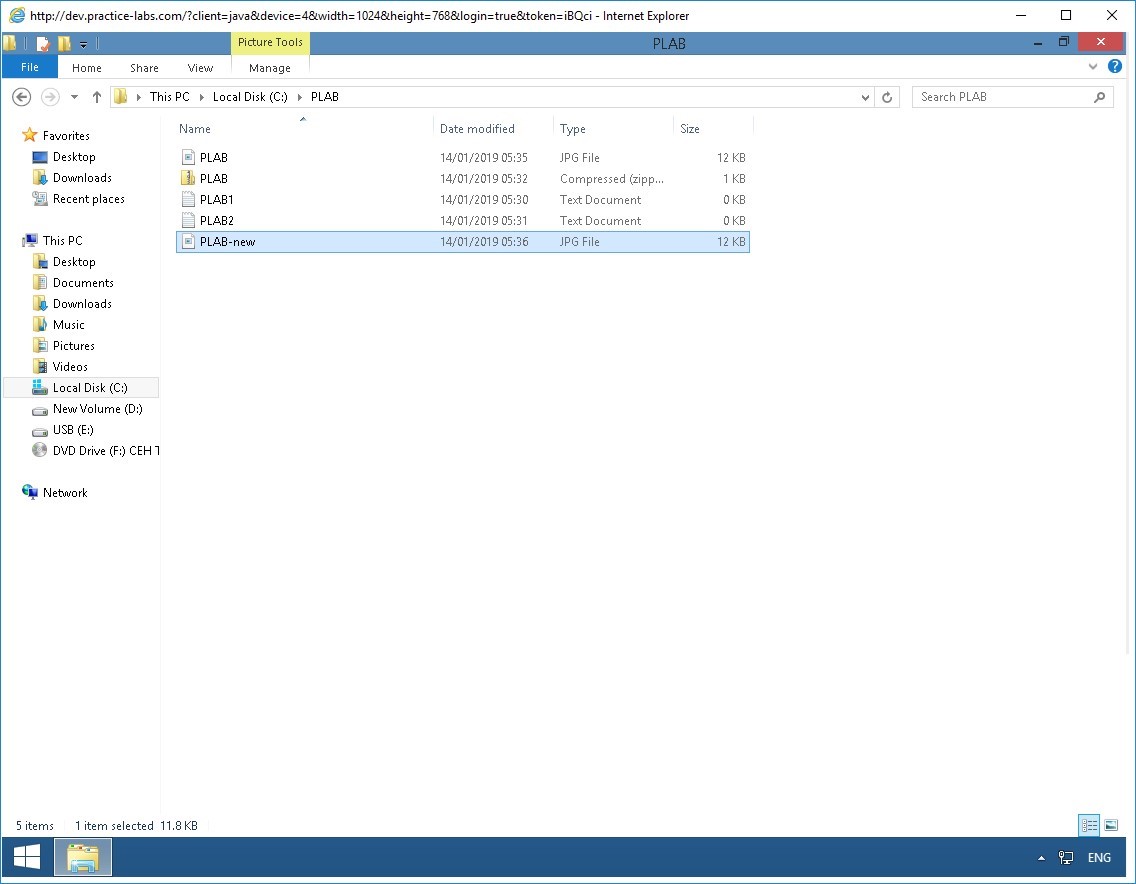 http://dev.practice-labs.com/?client=java&device=4&width=1024&height=768&login=true&token=iBQci - Internet Explorer
Picture Tools
PLAB
File Home Share View Manage
This PC Local Disk (C:) PLAB
Search PLAB
Name Date modified Type Size
Favorites
Desktop
Downloads
Recent places
This PC
Desktop
Documents
Downloads
Music
Pictures
Videos
Local Disk (C:)
New Volume (D:)
USB (E:)
DVD Drive (F:) CEH T
Network
PLAB 14/01/2019 05:35 JPG File 12 KB
PLAB 14/01/2019 05:32 Compressed (zipp... 1 KB
PLAB1 14/01/2019 05:30 Text Document 0 KB
PLAB2 14/01/2019 05:31 Text Document 0 KB
PLAB-new 14/01/2019 05:36 JPG File 12 KB
5 items 1 item selected 11.8 KB
ENG